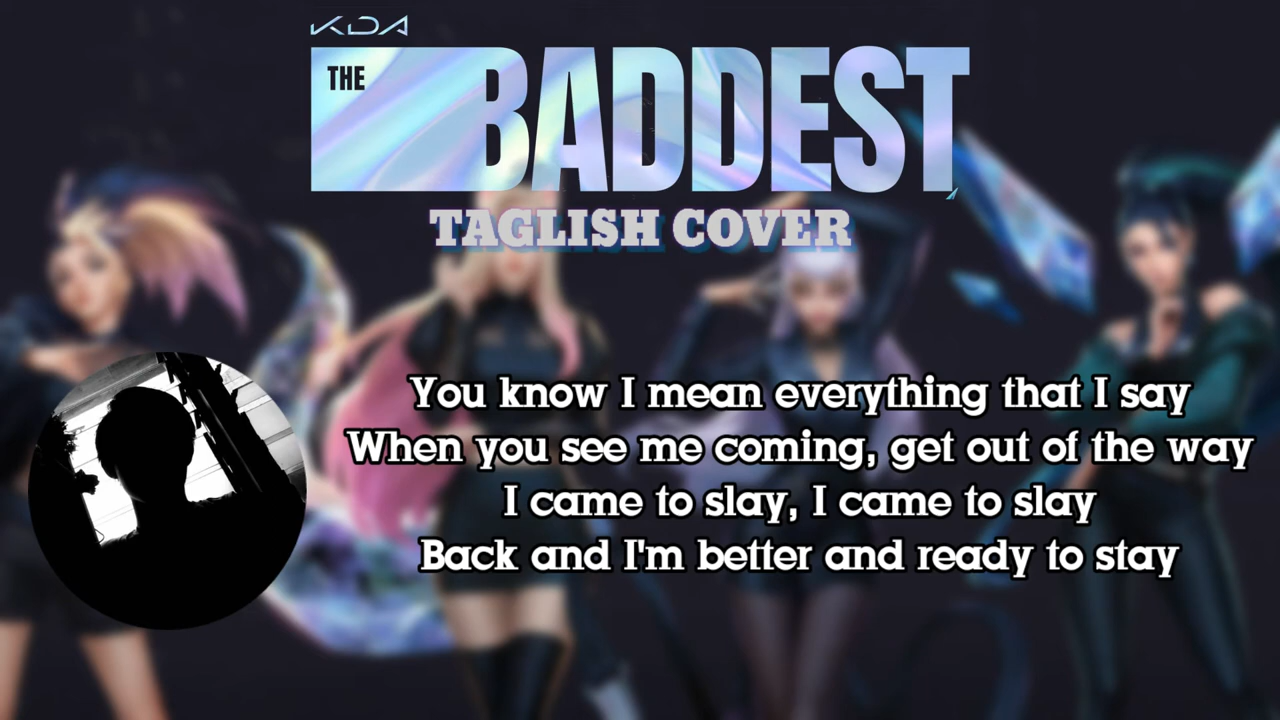 KDA
THE BADDEST
TAGLISH COVER
You know I mean everything that I say
When you see me coming, get out of the way
I came to slay, I came to slay
Back and I'm better and ready to stay